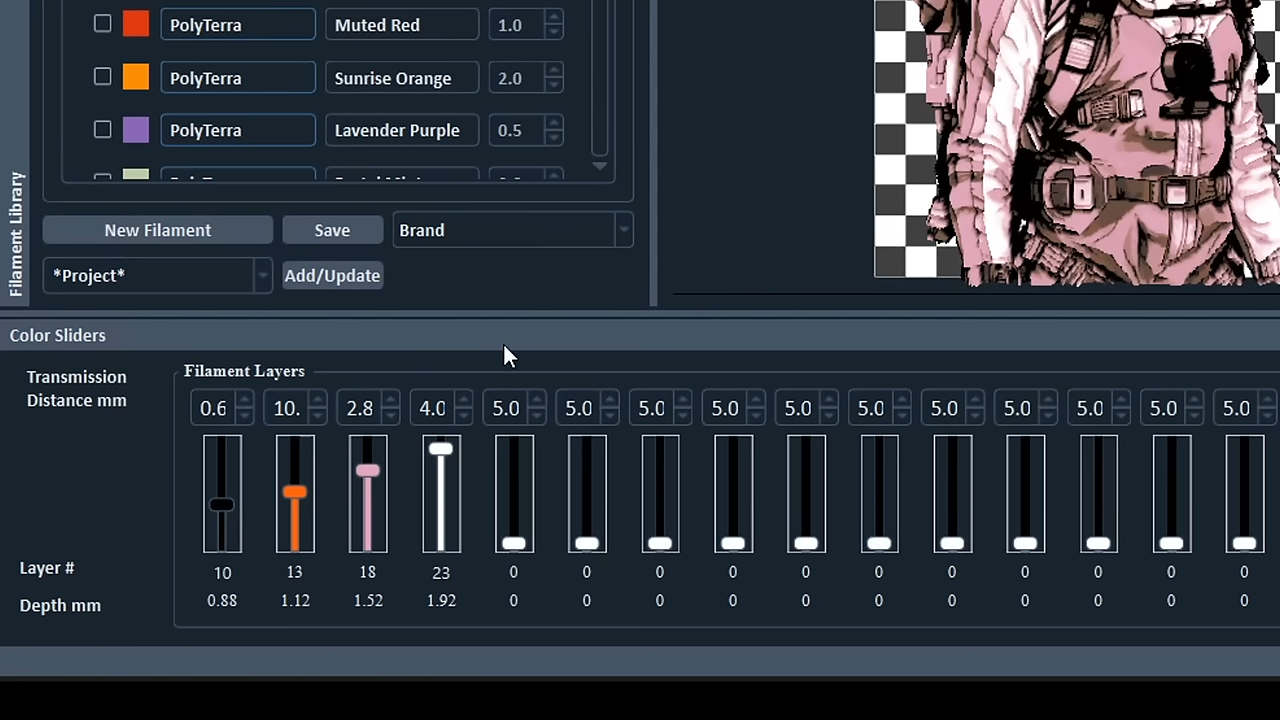 PolyTerra Muted Red 1.0
PolyTerra Sunrise Orange 2.0
PolyTerra Lavender Purple 0.5
Filament Library
New Filament Save Brand
*Project* Add/Update
Color Sliders
Transmission Distance mm
Filament Layers
0.6 10. 2.8 4.0 5.0 5.0 5.0 5.0 5.0 5.0 5.0 5.0 5.0 5.0 5.0
Layer # 10 13 18 23 0 0 0 0 0 0 0 0 0 0 0
Depth mm 0.88 1.12 1.52 1.92 0 0 0 0 0 0 0 0 0 0 0